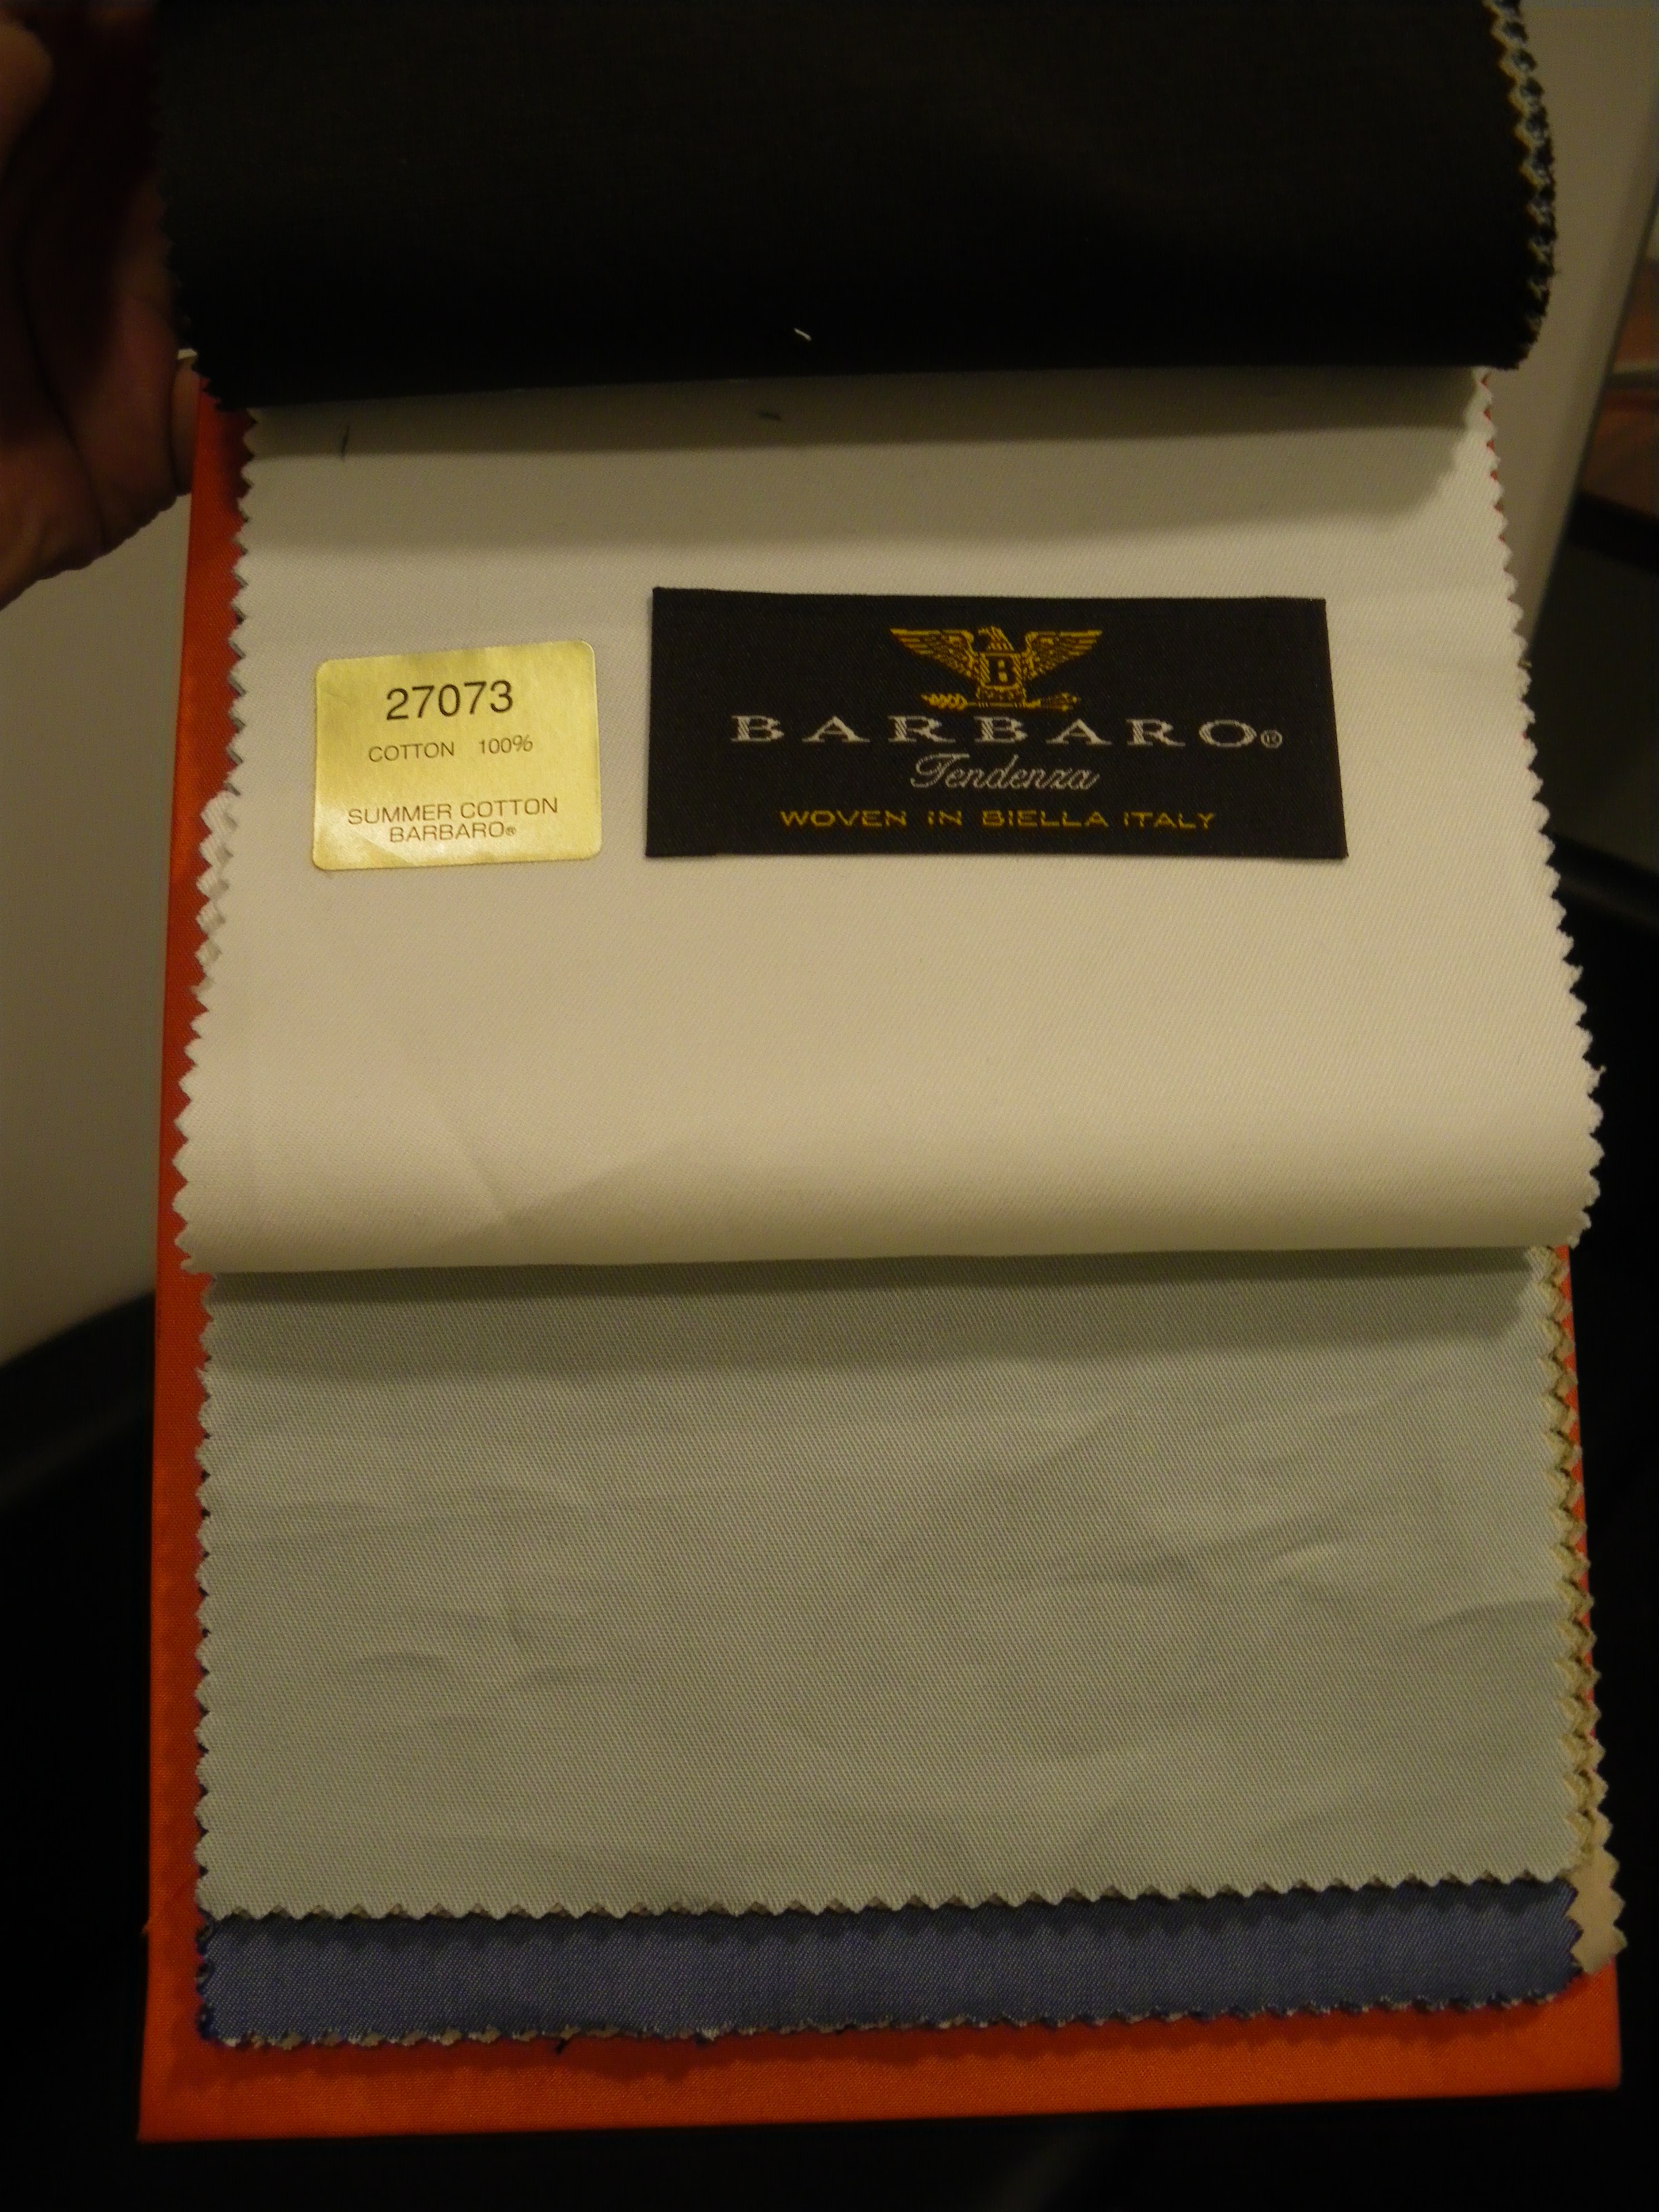 27073
COTTON 100%
SUMMER COTTON
BARBARO®
B
BARBARO®
Tendenza
WOVEN IN BIELLA ITALY